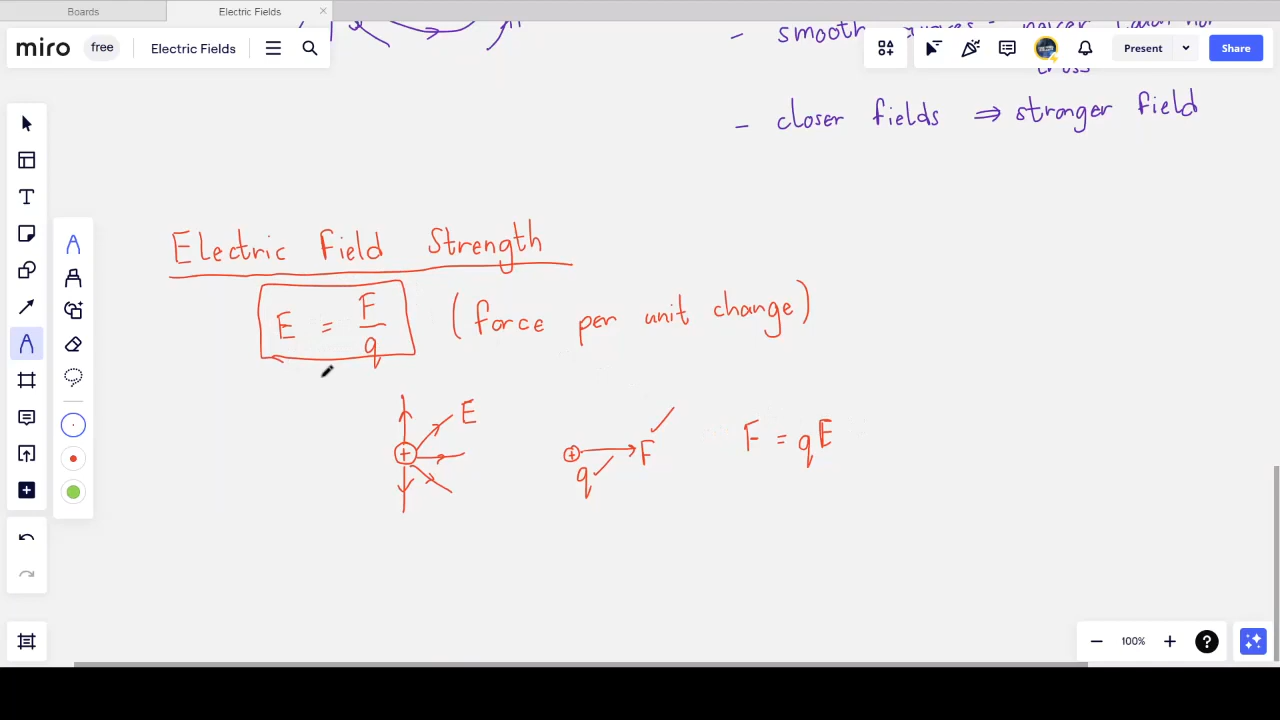 Boards
Electric Fields
miro free Electric Fields
Present
Share
- smooth
- closer fields ⇒ stronger field
Electric Field Strength
E = F/q (force per unit change)
E
F
q
F = qE
100%